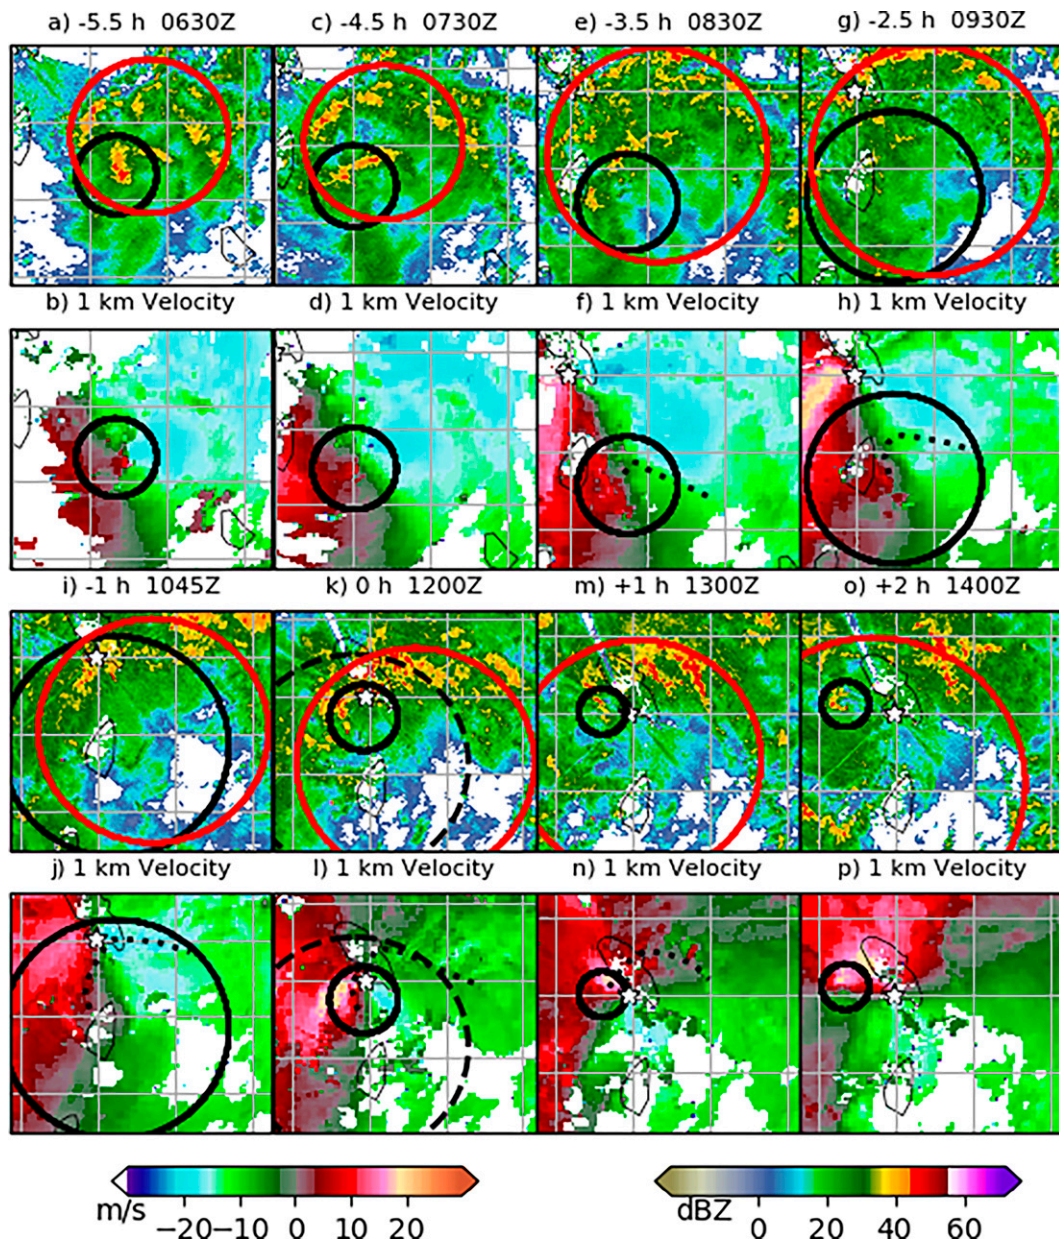 a) -5.5 h 0630Z
c) -4.5 h 0730Z
e) -3.5 h 0830Z
g) -2.5 h 0930Z
b) 1 km Velocity
d) 1 km Velocity
f) 1 km Velocity
h) 1 km Velocity
i) -1 h 1045Z
k) 0 h 1200Z
m) +1 h 1300Z
o) +2 h 1400Z
j) 1 km Velocity
l) 1 km Velocity
n) 1 km Velocity
p) 1 km Velocity
m/s
−20 −10 0 10 20
dBZ
0 20 40 60